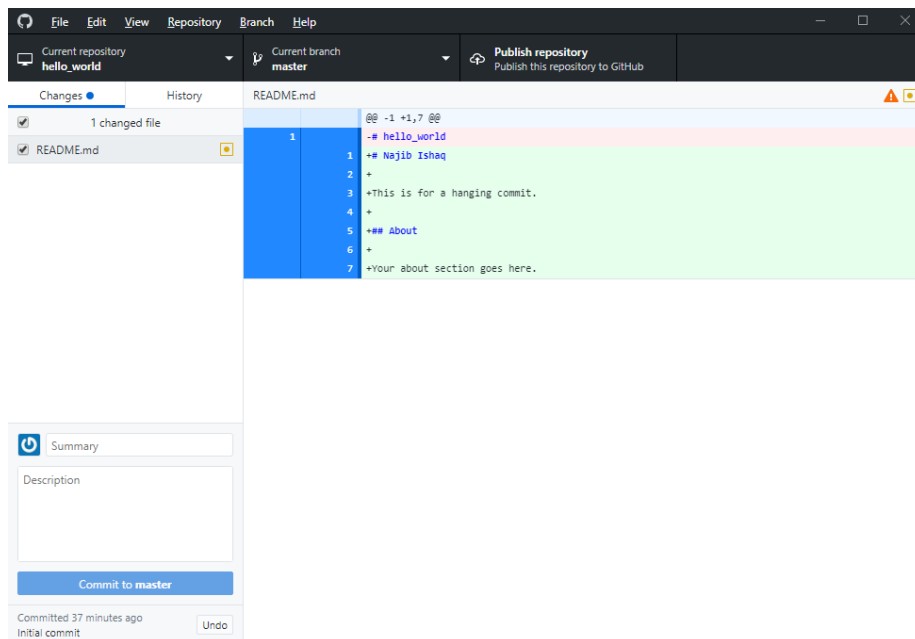 File Edit View Repository Branch Help
Current repository
hello_world
Current branch
master
Publish repository
Publish this repository to GitHub
Changes
History
README.md
1 changed file
README.md
@@ -1 +1,7 @@
1 -# hello_world
1 +# Najib Ishaq
2 +
3 +This is for a hanging commit.
4 +
5 +## About
6 +
7 +Your about section goes here.
Summary
Description
Commit to master
Committed 37 minutes ago
Initial commit
Undo